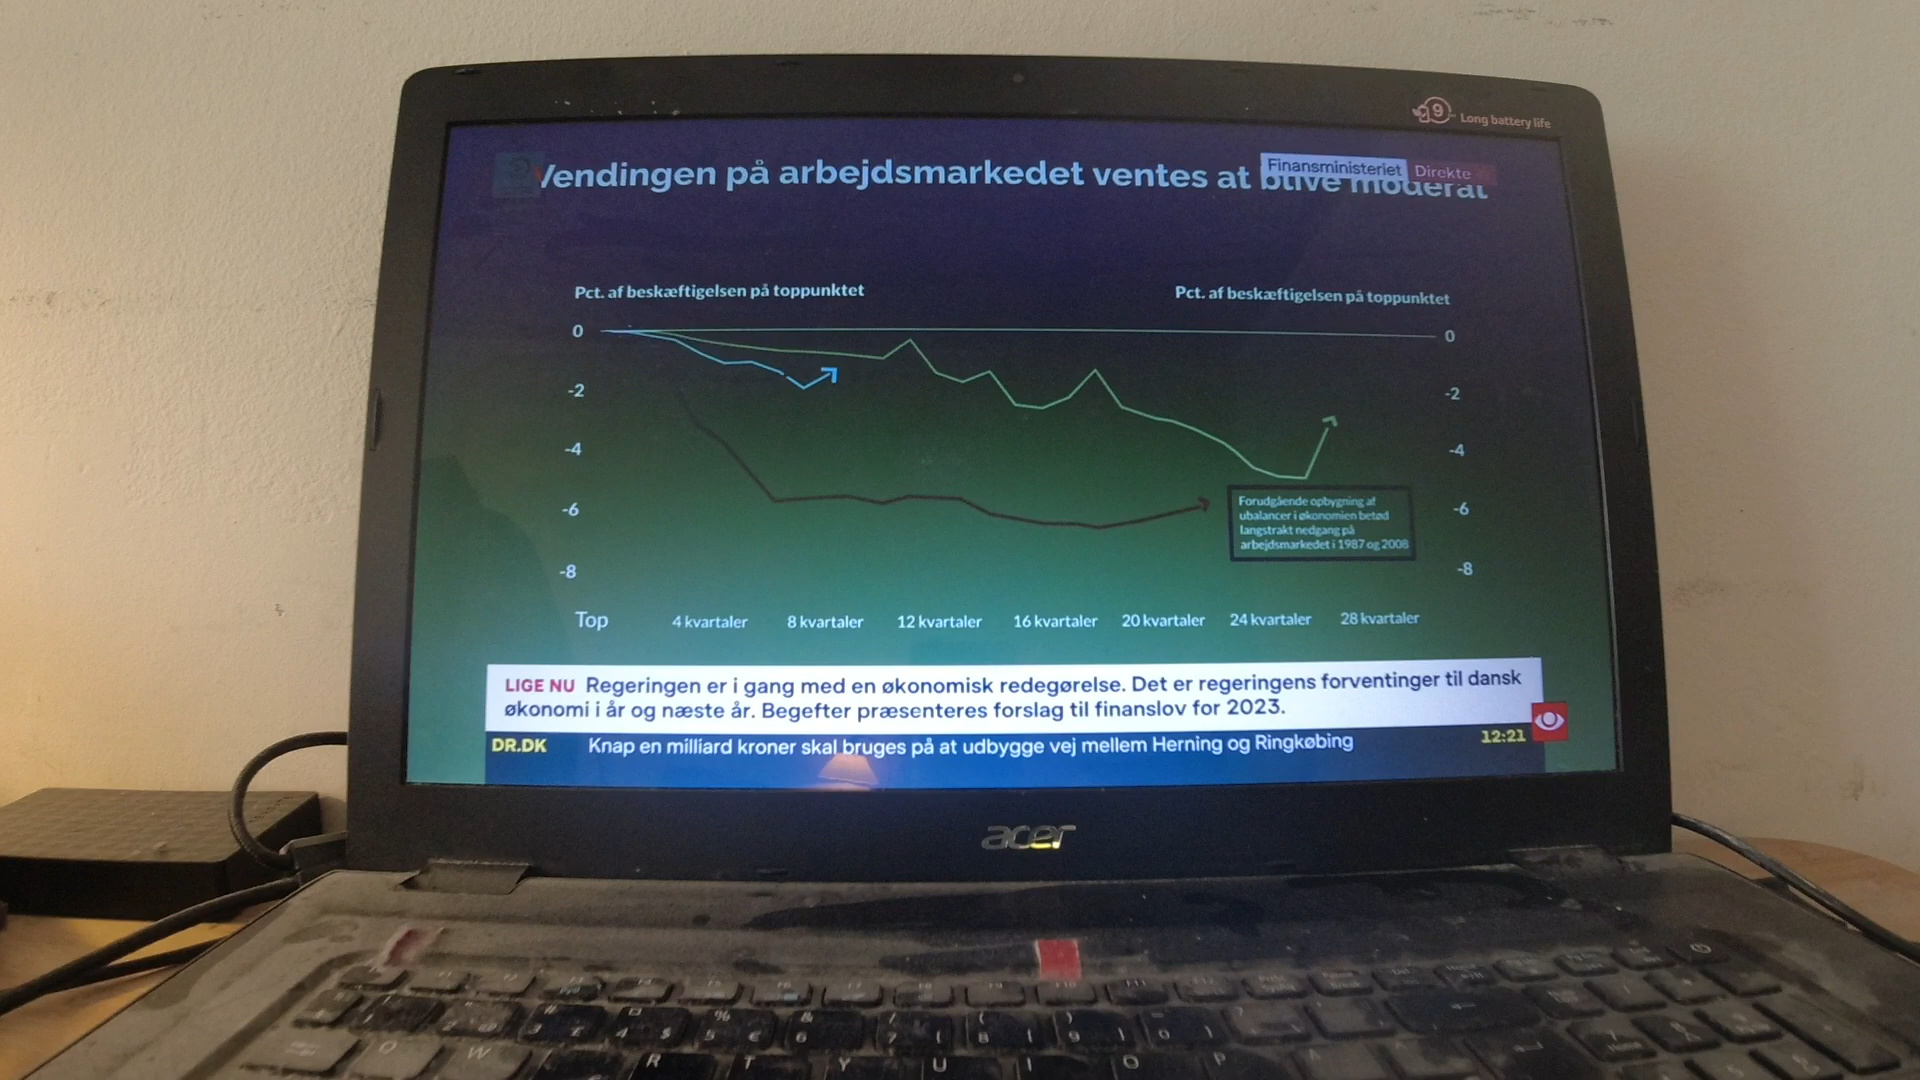 9 Long battery life
Vendingen på arbejdsmarkedet ventes at blive moderat
Finansministeriet Direkte
Pct. af beskæftigelsen på toppunktet
Pct. af beskæftigelsen på toppunktet
0
0
-2
-2
-4
-4
-6
-6
-8
-8
Forudgående opbygning af
ubalancer i økonomien betød
langstrakt nedgang på
arbejdsmarkedet i 1987 og 2008
Top 4 kvartaler 8 kvartaler 12 kvartaler 16 kvartaler 20 kvartaler 24 kvartaler 28 kvartaler
LIGE NU Regeringen er i gang med en økonomisk redegørelse. Det er regeringens forventinger til dansk
økonomi i år og næste år. Begefter præsenteres forslag til finanslov for 2023.
DR.DK Knap en milliard kroner skal bruges på at udbygge vej mellem Herning og Ringkøbing 12:21
acer
R T Y U I O P